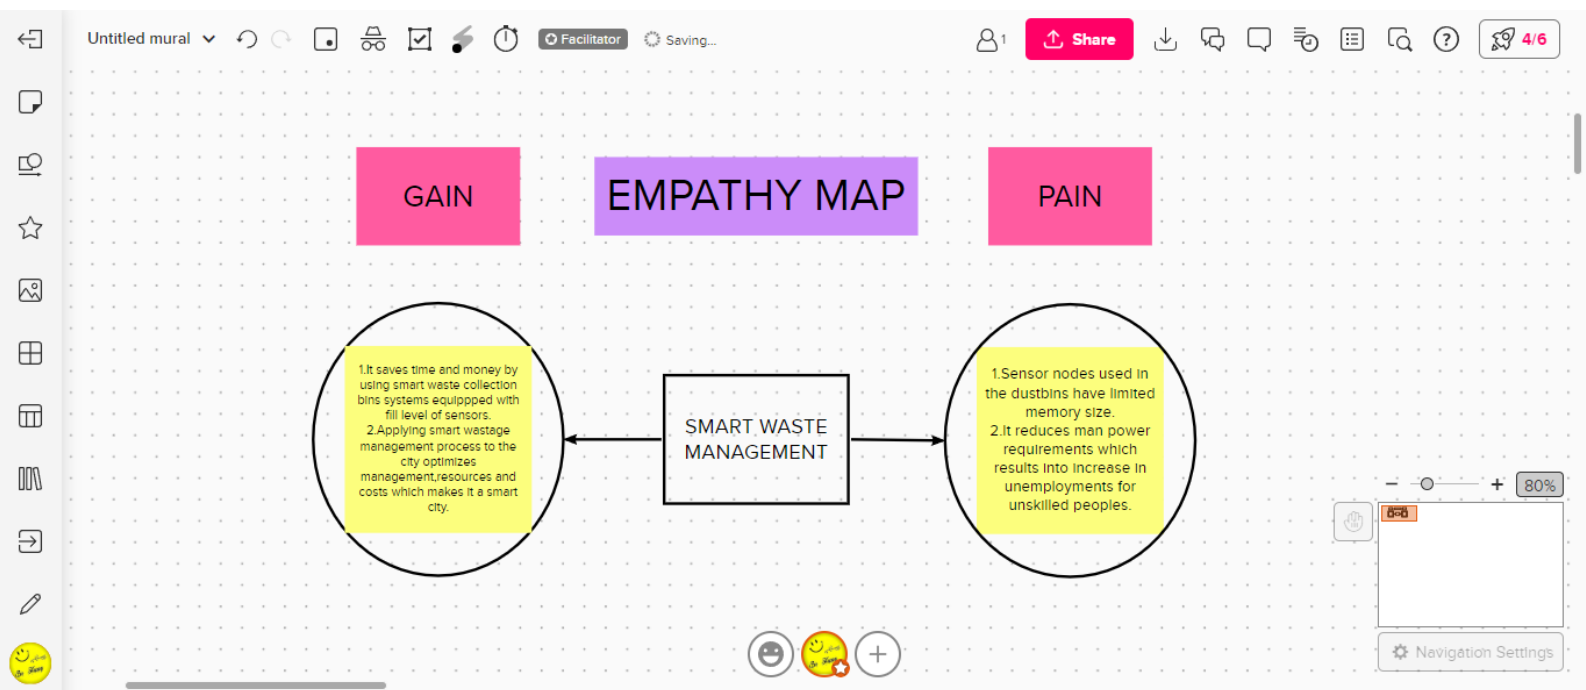 Untitled mural
Facilitator
Saving...
1
Share
4/6
GAIN
EMPATHY MAP
PAIN
1.It saves time and money by
using smart waste collection
bins systems equippped with
fill level of sensors.
2.Applying smart wastage
management process to the
city optimizes
management,resources and
costs which makes it a smart
city.
SMART WASTE
MANAGEMENT
1.Sensor nodes used in
the dustbins have limited
memory size.
2.It reduces man power
requirements which
results into increase in
unemployments for
unskilled peoples.
80%
Navigation Settings